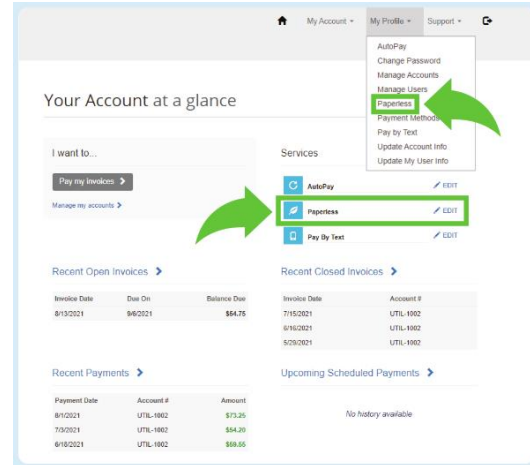 My Account
My Profile
Support
AutoPay
Change Password
Manage Accounts
Manage Users
Paperless
Payment Methods
Pay by Text
Update Account Info
Update My User Info
Your Account at a glance
I want to...
Pay my invoices
Manage my accounts
Services
AutoPay EDIT
Paperless EDIT
Pay By Text EDIT
Recent Open Invoices
Invoice Date Due On Balance Due
8/13/2021 9/6/2021 $54.75
Recent Closed Invoices
Invoice Date Account #
7/15/2021 UTIL-1002
6/16/2021 UTIL-1002
5/29/2021 UTIL-1002
Recent Payments
Payment Date Account # Amount
8/1/2021 UTIL-1002 $73.25
7/3/2021 UTIL-1002 $54.20
6/18/2021 UTIL-1002 $59.55
Upcoming Scheduled Payments
No history available